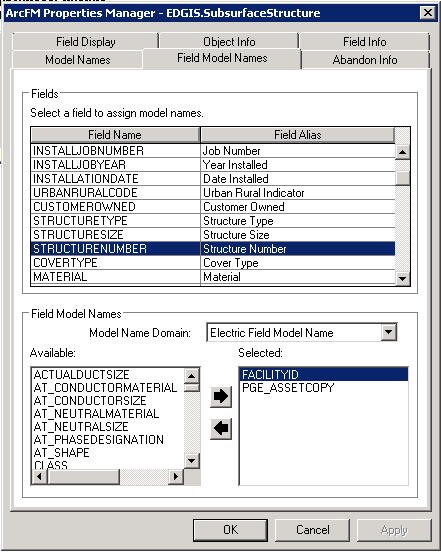 ArcFM Properties Manager - EDGIS.SubsurfaceStructure
Field Display Object Info Field Info
Model Names Field Model Names Abandon Info
Fields
Select a field to assign model names.
Field Name Field Alias
INSTALLJOBNUMBER Job Number
INSTALLJOBYEAR Year Installed
INSTALLATIONDATE Date Installed
URBANRURALCODE Urban Rural Indicator
CUSTOMEROWNED Customer Owned
STRUCTURETYPE Structure Type
STRUCTURESIZE Structure Size
STRUCTURENUMBER Structure Number
COVERTYPE Cover Type
MATERIAL Material
Field Model Names
Model Name Domain: Electric Field Model Name
Available: Selected:
ACTUALDUCTSIZE FACILITYID
AT_CONDUCTORMATERIAL PGE_ASSETCOPY
AT_CONDUCTORSIZE
AT_NEUTRALMATERIAL
AT_NEUTRALSIZE
AT_PHASEDESIGNATION
AT_SHAPE
CLASS
OK Cancel Apply